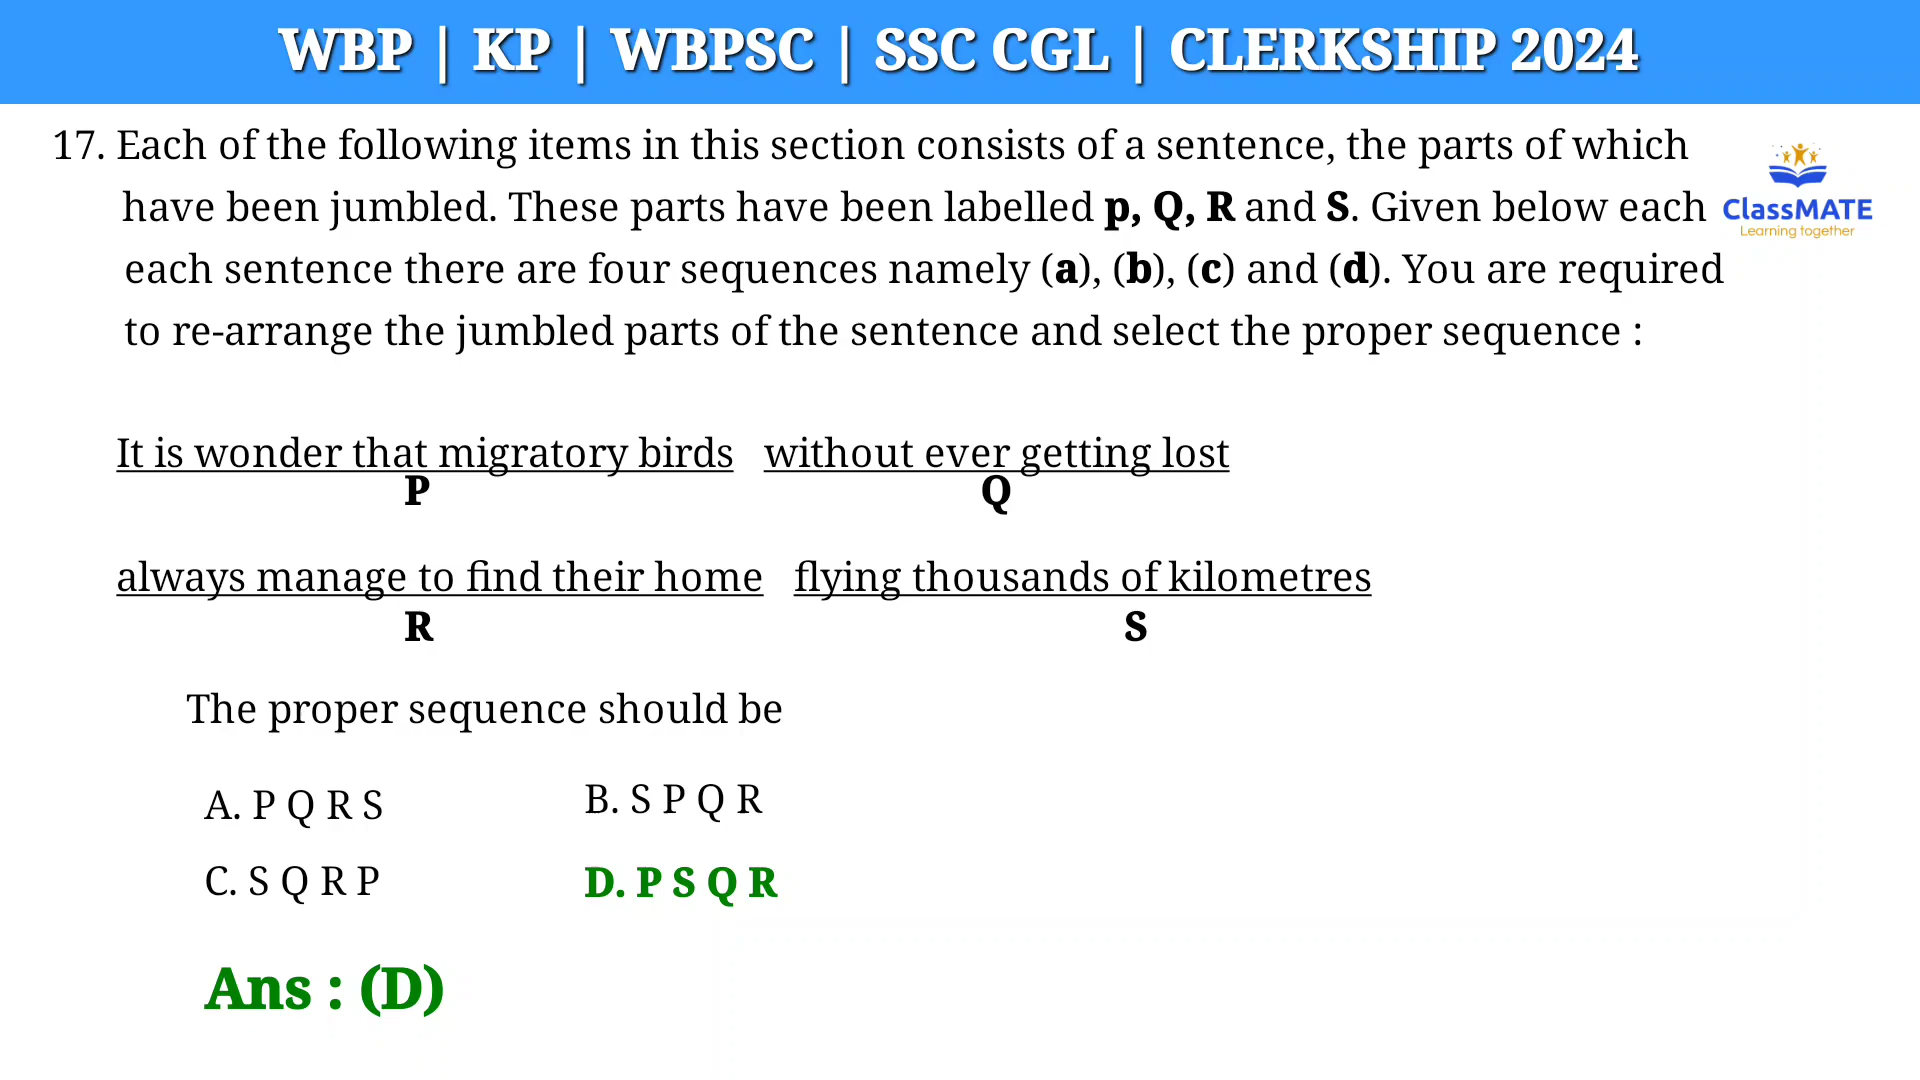 WBP | KP | WBPSC | SSC CGL | CLERKSHIP 2024
17. Each of the following items in this section consists of a sentence, the parts of which
have been jumbled. These parts have been labelled p, Q, R and S. Given below each
each sentence there are four sequences namely (a), (b), (c) and (d). You are required
to re-arrange the jumbled parts of the sentence and select the proper sequence :
ClassMATE
Learning together
It is wonder that migratory birds without ever getting lost
P Q
always manage to find their home flying thousands of kilometres
R S
The proper sequence should be
A. P Q R S B. S P Q R
C. S Q R P D. P S Q R
Ans : (D)